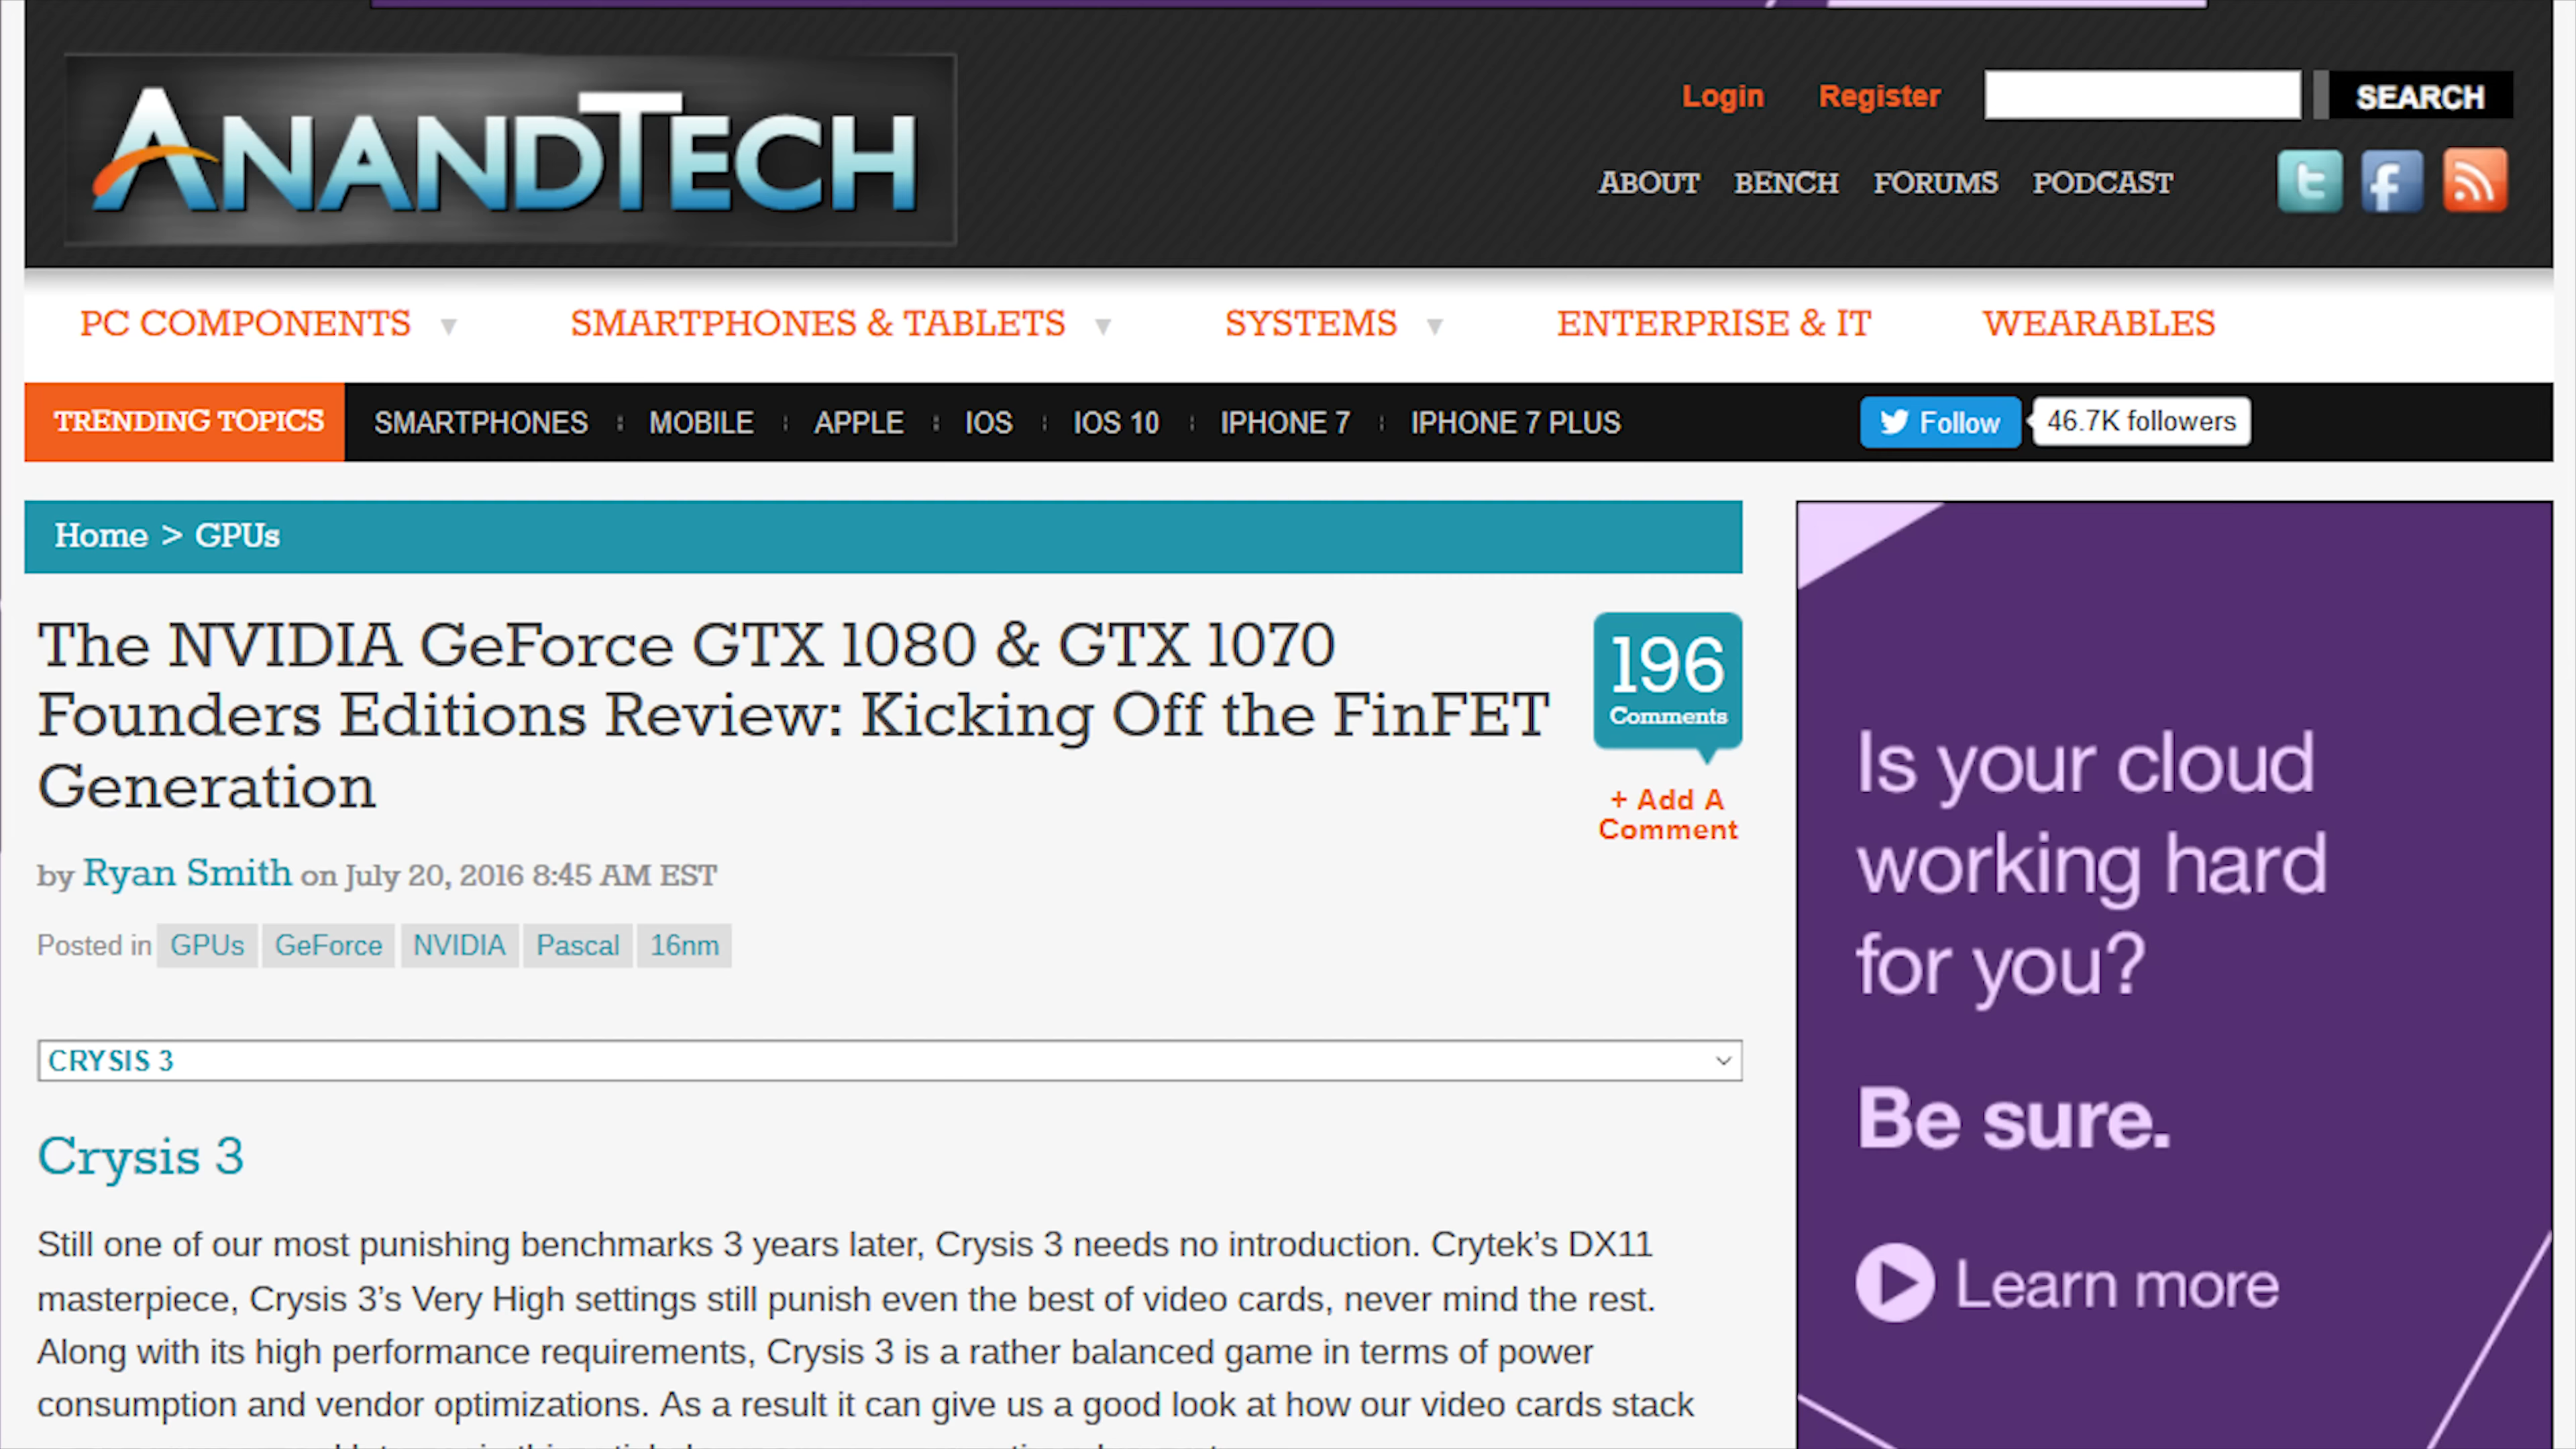 ANANDTECH
Login Register SEARCH
ABOUT BENCH FORUMS PODCAST
PC COMPONENTS SMARTPHONES & TABLETS SYSTEMS ENTERPRISE & IT WEARABLES
TRENDING TOPICS SMARTPHONES MOBILE APPLE IOS IOS 10 IPHONE 7 IPHONE 7 PLUS Follow 46.7K followers
Home > GPUs
The NVIDIA GeForce GTX 1080 & GTX 1070
Founders Editions Review: Kicking Off the FinFET
Generation
196
Comments
+ Add A
Comment
by Ryan Smith on July 20, 2016 8:45 AM EST
Posted in GPUs GeForce NVIDIA Pascal 16nm
CRYSIS 3
Crysis 3
Still one of our most punishing benchmarks 3 years later, Crysis 3 needs no introduction. Crytek’s DX11
masterpiece, Crysis 3’s Very High settings still punish even the best of video cards, never mind the rest.
Along with its high performance requirements, Crysis 3 is a rather balanced game in terms of power
consumption and vendor optimizations. As a result it can give us a good look at how our video cards stack
Is your cloud
working hard
for you?
Be sure.
Learn more